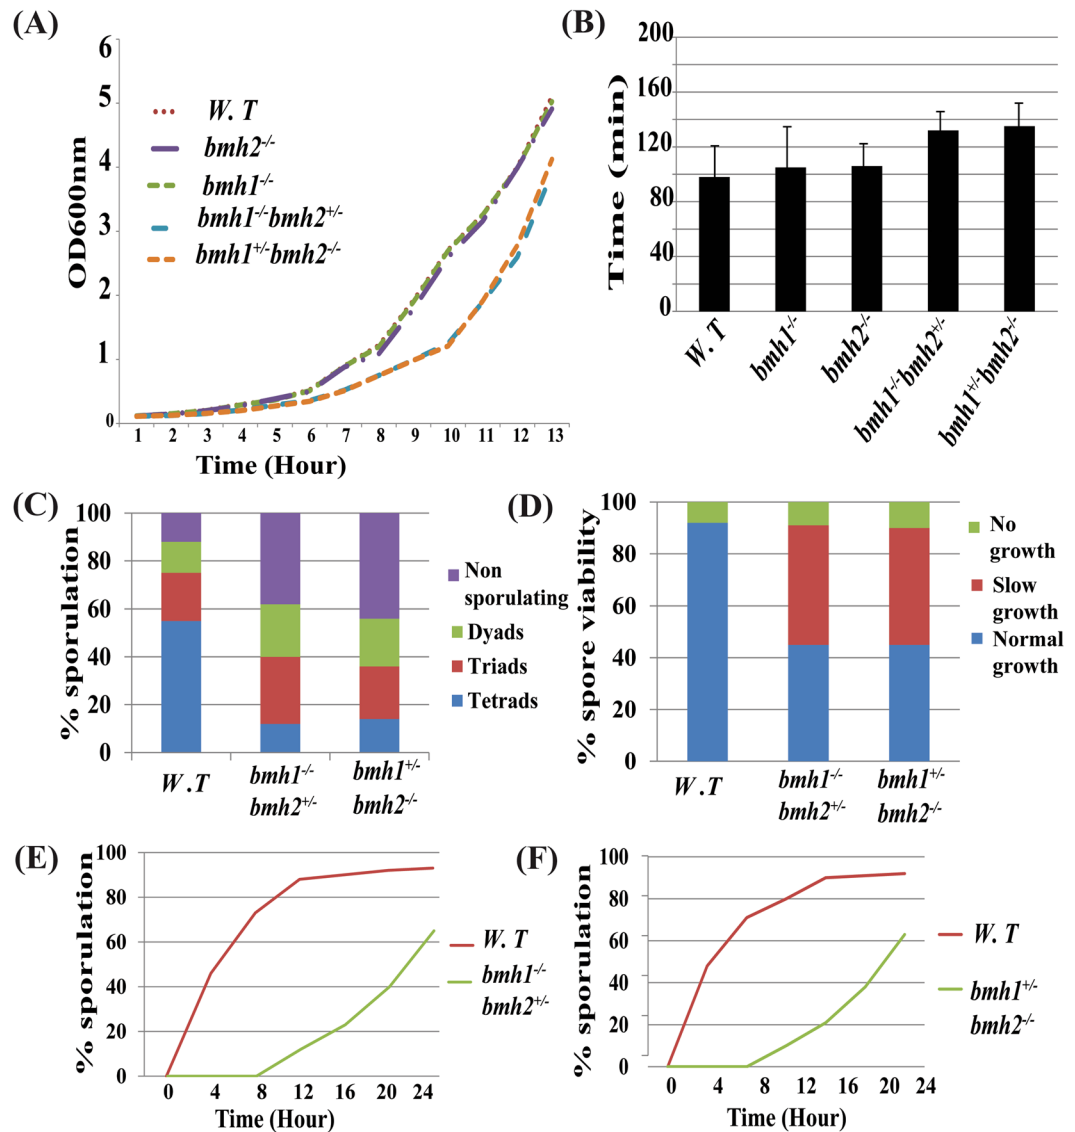 (A)
6
5
4
3
2
1
0
OD600nm
W. T
bmh2-/-
bmh1-/-
bmh1-/-bmh2+/-
bmh1+/-bmh2-/-
1 2 3 4 5 6 7 8 9 10 11 12 13
Time (Hour)
(B)
200
160
120
80
40
0
Time (min)
W. T
bmh1-/-
bmh2-/-
bmh1-/-bmh2+/-
bmh1+/-bmh2-/-
(C)
100
80
60
40
20
0
% sporulation
Non
sporulating
Dyads
Triads
Tetrads
W .T
bmh1-/-
bmh2+/-
bmh1+/-
bmh2-/-
(D)
100
80
60
40
20
0
% spore viability
No
growth
Slow
growth
Normal
growth
W .T
bmh1-/-
bmh2+/-
bmh1+/-
bmh2-/-
(E)
100
80
60
40
20
0
% sporulation
W. T
bmh1-/-
bmh2+/-
0 4 8 12 16 20 24
Time (Hour)
(F)
100
80
60
40
20
0
% sporulation
W. T
bmh1+/-
bmh2-/-
0 4 8 12 16 20 24
Time (Hour)